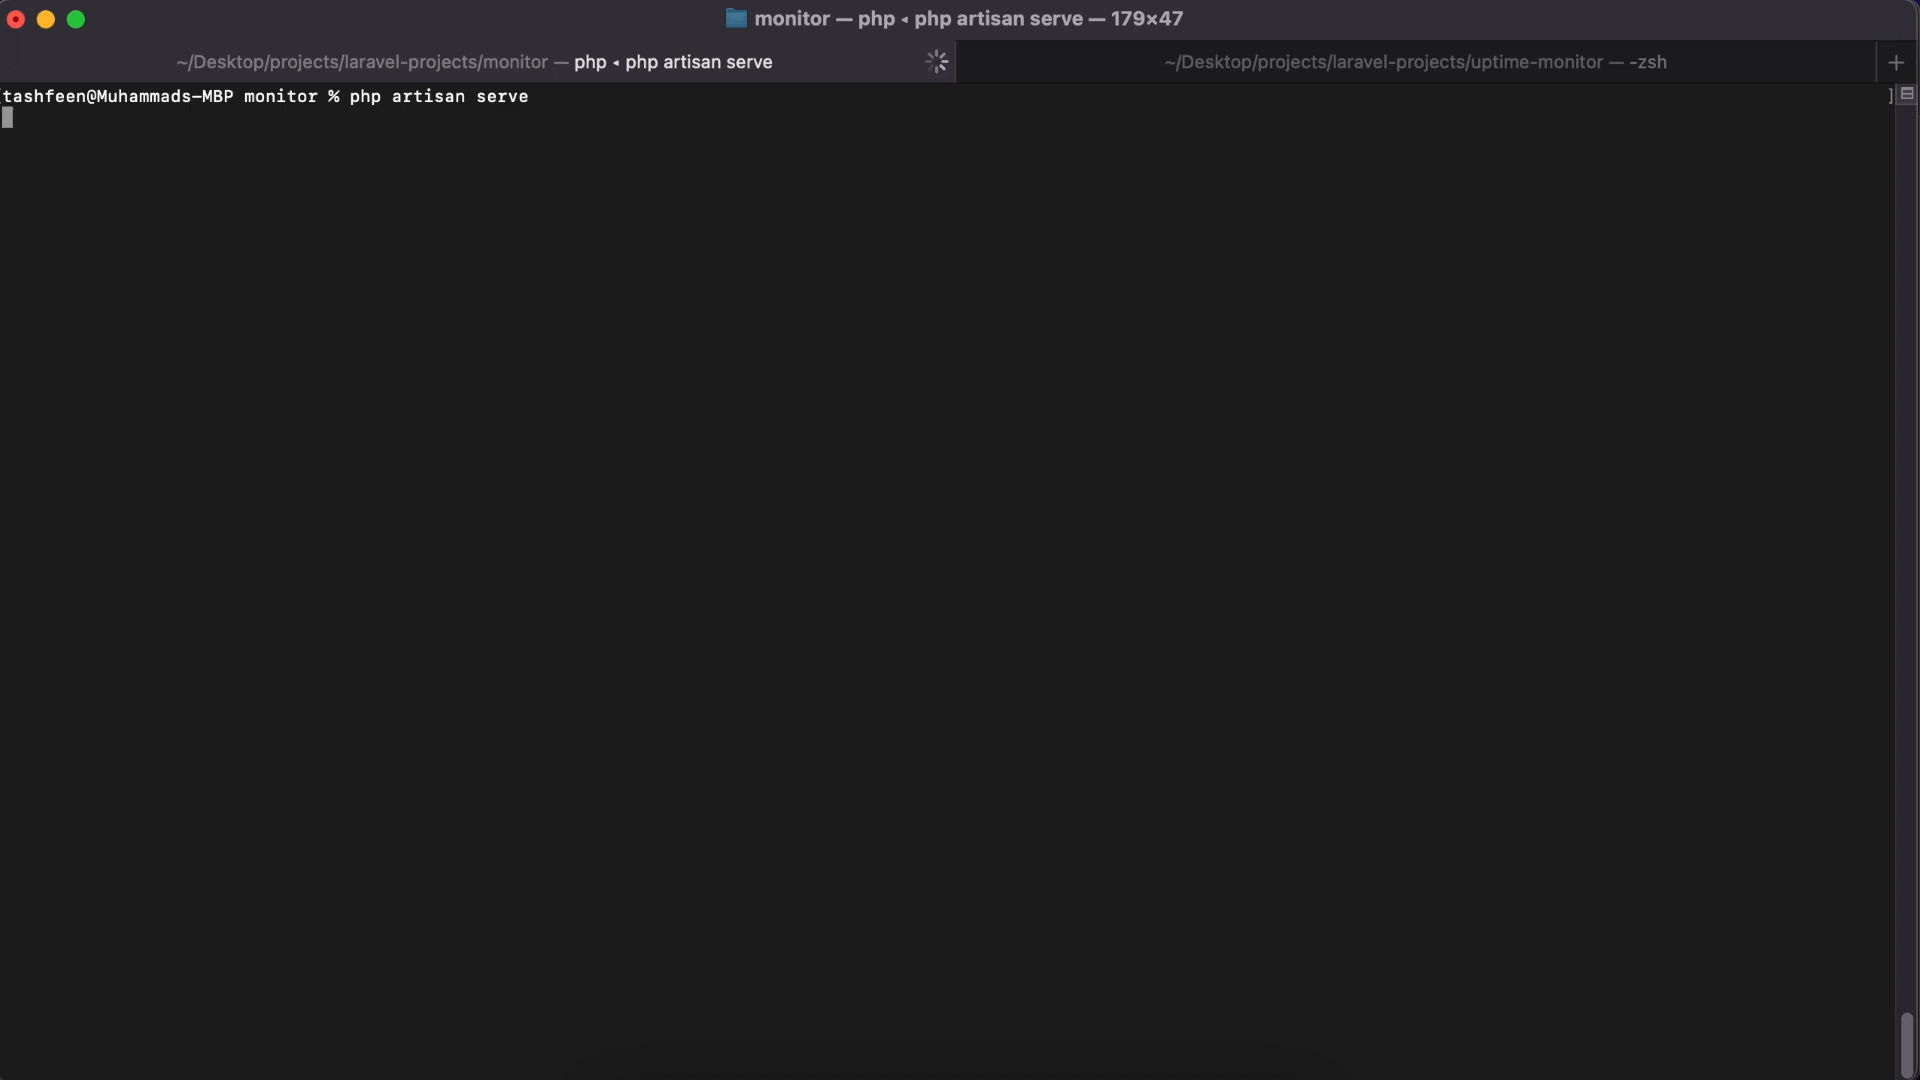 monitor — php ◂ php artisan serve — 179×47
~/Desktop/projects/laravel-projects/monitor — php ◂ php artisan serve
~/Desktop/projects/laravel-projects/uptime-monitor — -zsh
+
[tashfeen@Muhammads-MBP monitor % php artisan serve ]